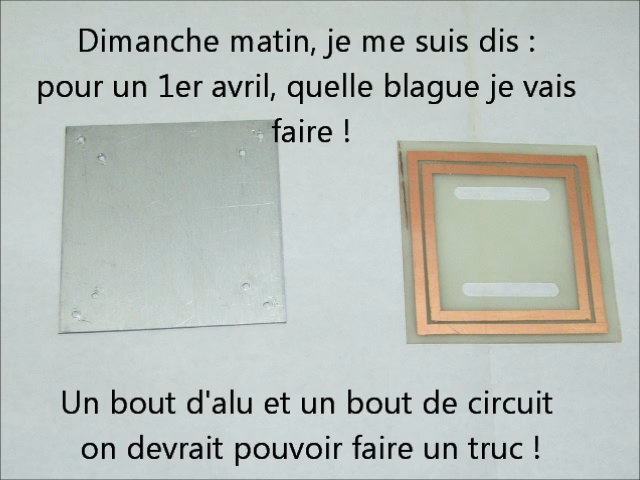 Dimanche matin, je me suis dis :
pour un 1er avril, quelle blague je vais
faire !
Un bout d'alu et un bout de circuit
on devrait pouvoir faire un truc !